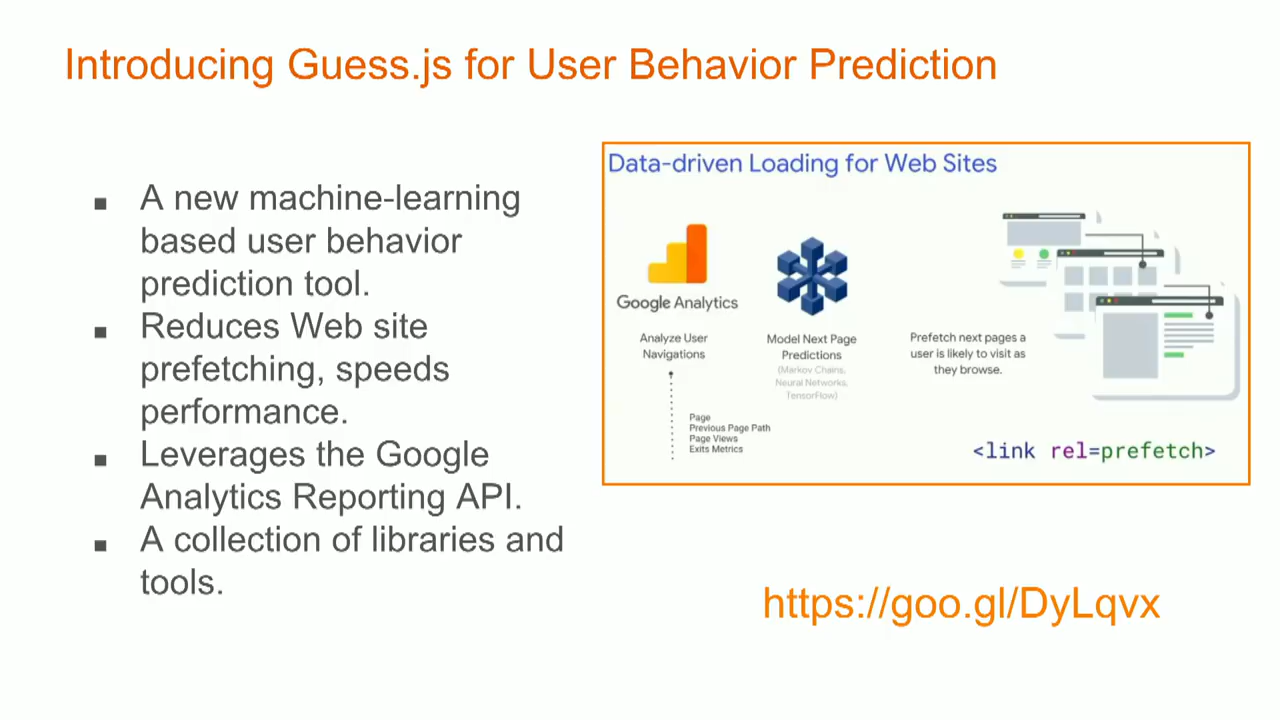 Introducing Guess.js for User Behavior Prediction
■ A new machine-learning
based user behavior
prediction tool.
■ Reduces Web site
prefetching, speeds
performance.
■ Leverages the Google
Analytics Reporting API.
■ A collection of libraries and
tools.
Data-driven Loading for Web Sites
Google Analytics
Analyze User
Navigations
Page
Previous Page Path
Page Views
Exits Metrics
Model Next Page
Predictions
(Markov Chains,
Neural Networks,
TensorFlow)
Prefetch next pages a
user is likely to visit as
they browse.
<link rel=prefetch>
https://goo.gl/DyLqvx